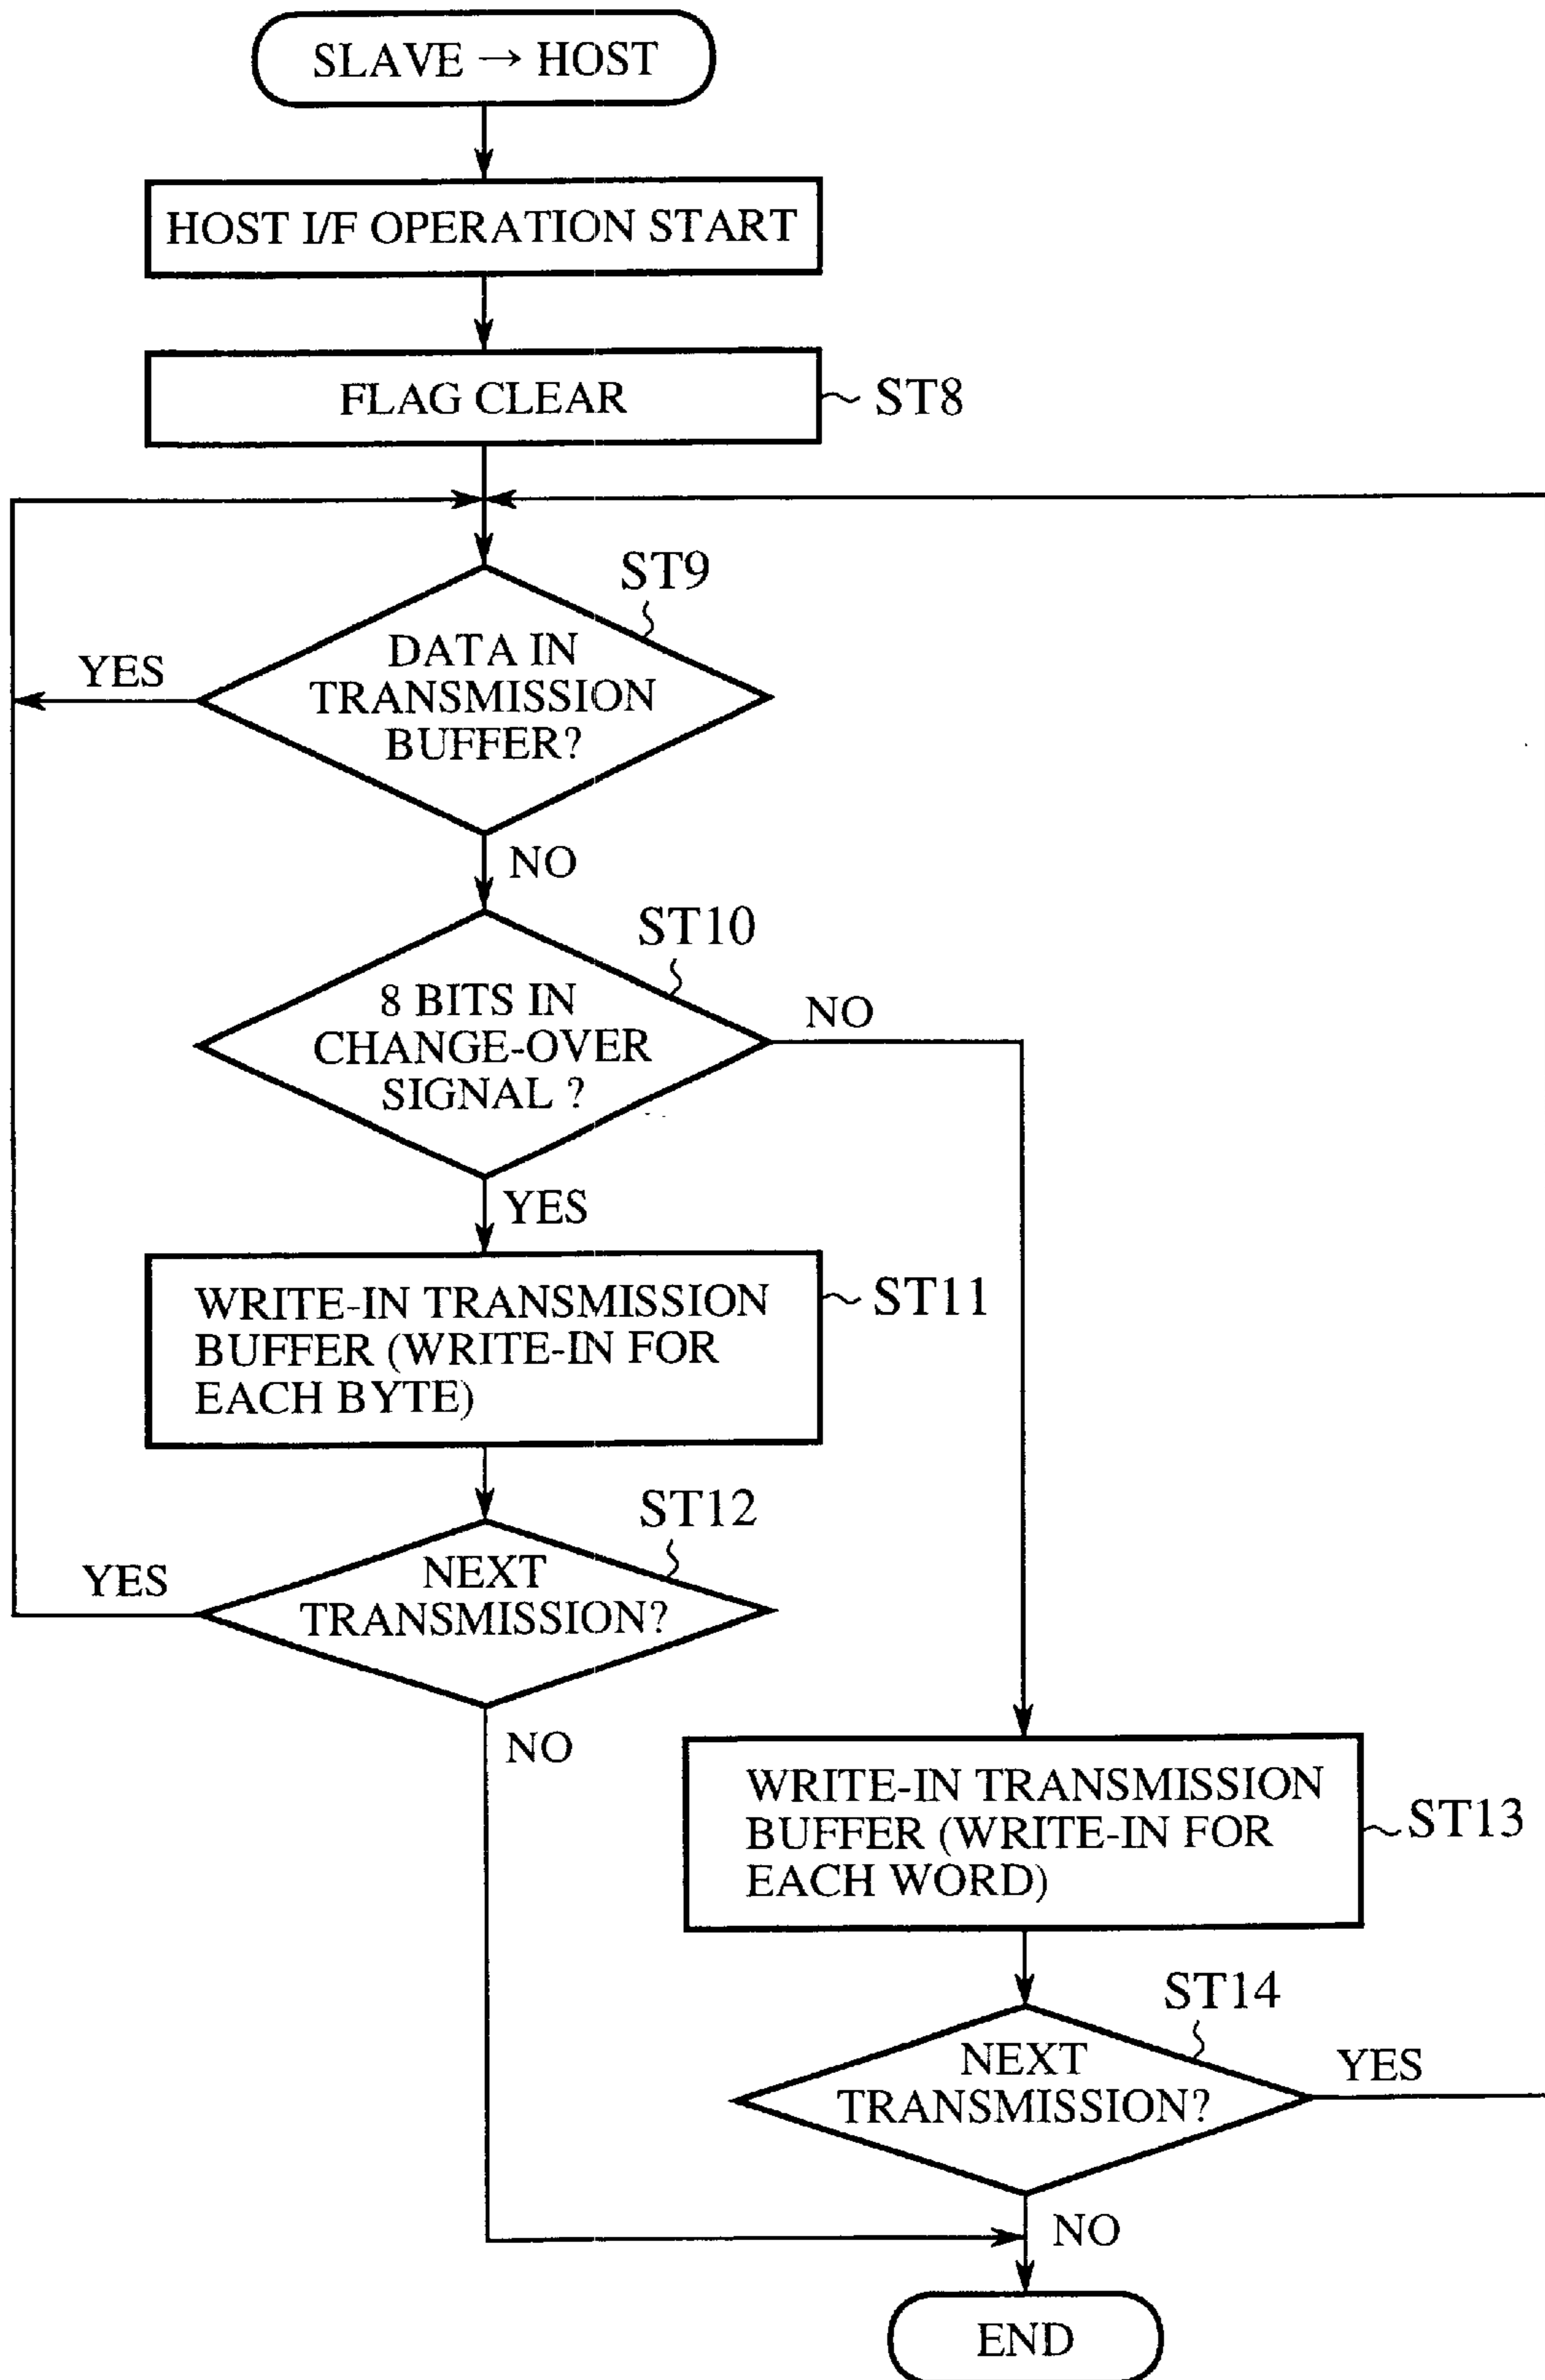 SLAVE → HOST
HOST I/F OPERATION START
FLAG CLEAR
ST8
ST9
DATA IN
TRANSMISSION
BUFFER?
YES
NO
ST10
8 BITS IN
CHANGE-OVER
SIGNAL ?
NO
YES
WRITE-IN TRANSMISSION
BUFFER (WRITE-IN FOR
EACH BYTE)
ST11
ST12
NEXT
TRANSMISSION?
YES
NO
WRITE-IN TRANSMISSION
BUFFER (WRITE-IN FOR
EACH WORD)
ST13
ST14
NEXT
TRANSMISSION?
YES
NO
END